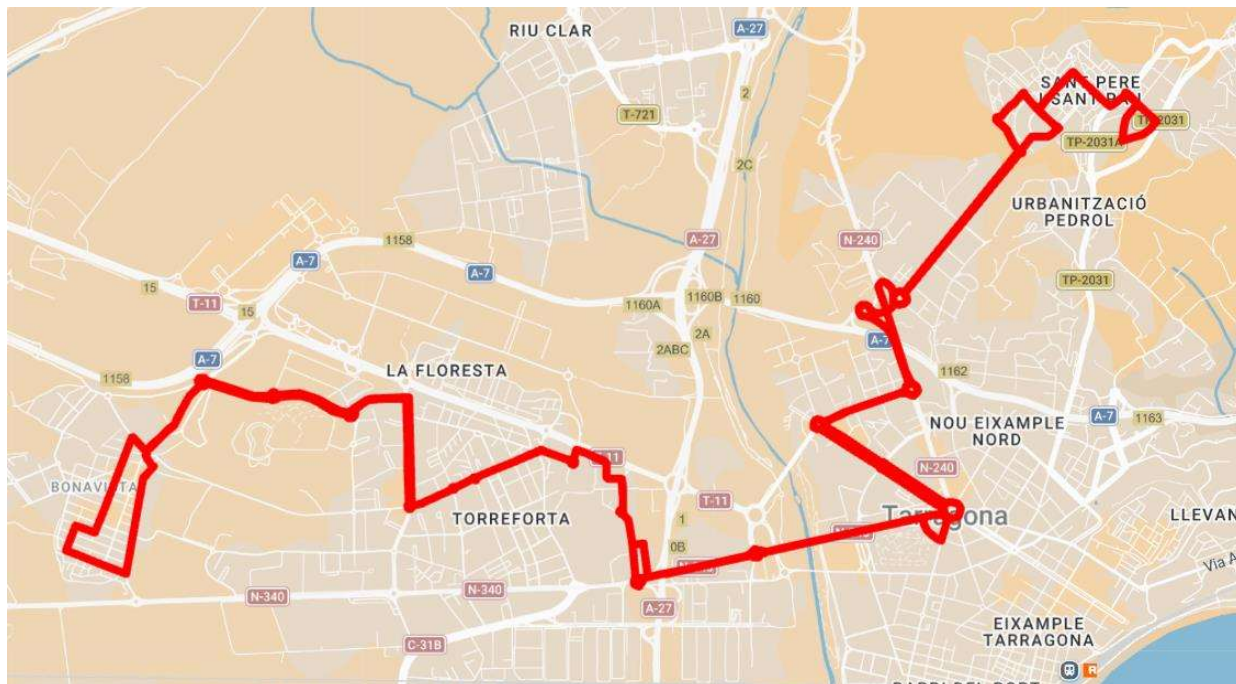 RIU CLAR
A-27
2
T-721
2C
SANT PERE
I SANT PAU
TP-2031
TP-2031A
URBANITZACIÓ
PEDROL
N-240
1158
A-7
A-27
A-7
TP-2031
15
T-11
1160A
1160B
1160
15
2A
A-7
2ABC
A-7
1158
LA FLORESTA
1162
A-7
1163
NOU EIXAMPLE
NORD
T-11
N-240
BONAVISTA
T-11
TORREFORTA
1
Tarragona
LLEVAN
0B
Via A
N-340
N-340
A-27
EIXAMPLE
TARRAGONA
C-31B
R